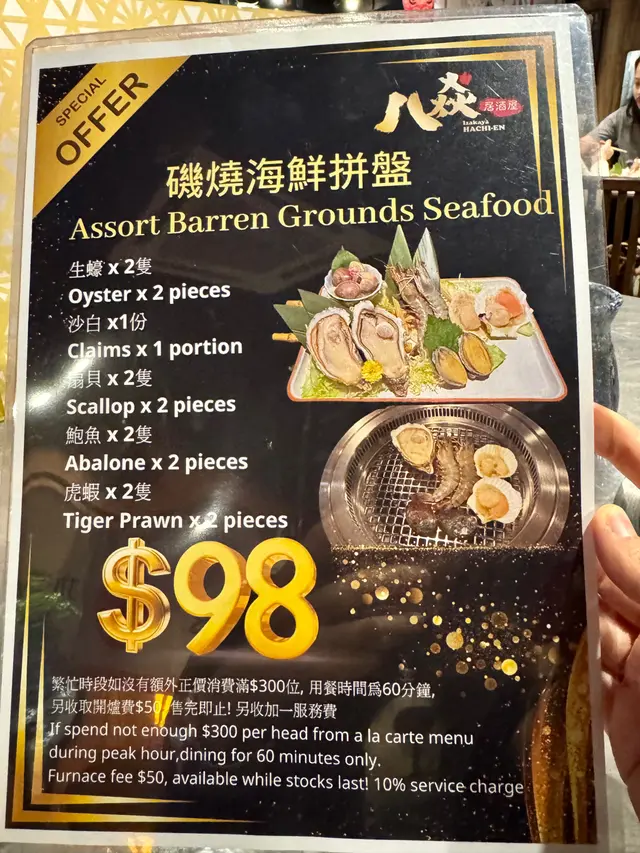 SPECIAL
OFFER
八焱
居酒屋
Izakaya
HACHI-EN
磯燒海鮮拼盤
Assort Barren Grounds Seafood
生蠔 x 2隻
Oyster x 2 pieces
沙白 x1份
Claims x 1 portion
扇貝 x 2隻
Scallop x 2 pieces
鮑魚 x 2隻
Abalone x 2 pieces
虎蝦 x 2隻
Tiger Prawn x 2 pieces
$98
繁忙時段如沒有額外正價消費滿$300位, 用餐時間爲60分鐘,
另收取開爐費$50, 售完即止! 另收加一服務費
If spend not enough $300 per head from a la carte menu
during peak hour,dining for 60 minutes only.
Furnace fee $50, available while stocks last! 10% service charge